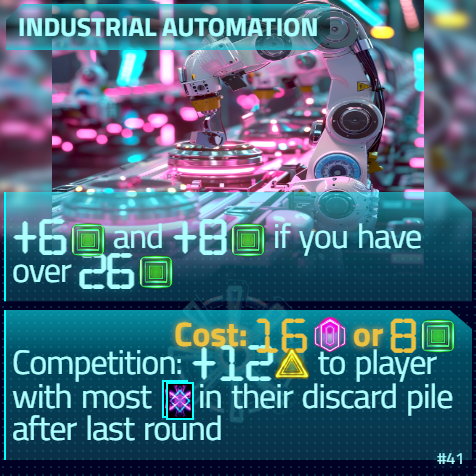 INDUSTRIAL AUTOMATION
+6 and +8 if you have
over 26
Cost: 16 or 8
Competition: +12 to player
with most in their discard pile
after last round
#41